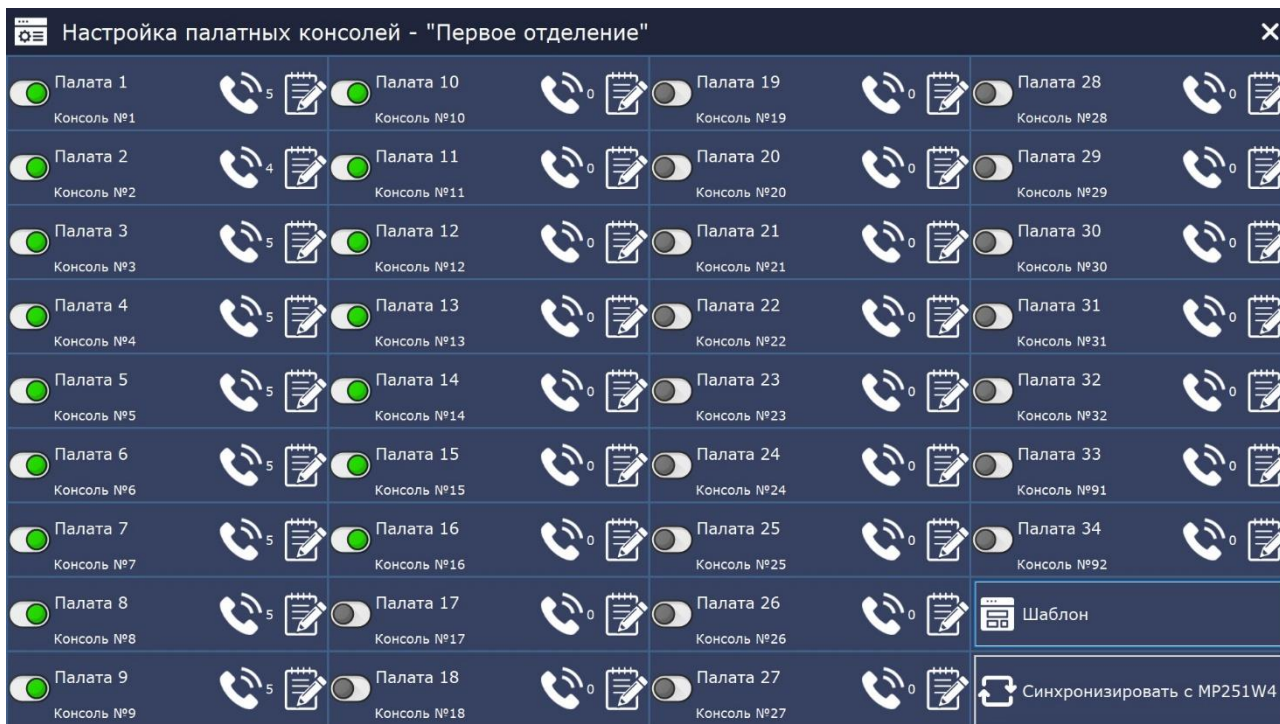 Настройка палатных консолей - "Первое отделение"
Палата 1
5
Консоль №1
Палата 2
4
Консоль №2
Палата 3
5
Консоль №3
Палата 4
5
Консоль №4
Палата 5
5
Консоль №5
Палата 6
5
Консоль №6
Палата 7
5
Консоль №7
Палата 8
5
Консоль №8
Палата 9
5
Консоль №9
Палата 10
0
Консоль №10
Палата 11
0
Консоль №11
Палата 12
0
Консоль №12
Палата 13
0
Консоль №13
Палата 14
0
Консоль №14
Палата 15
0
Консоль №15
Палата 16
0
Консоль №16
Палата 17
0
Консоль №17
Палата 18
0
Консоль №18
Палата 19
0
Консоль №19
Палата 20
0
Консоль №20
Палата 21
0
Консоль №21
Палата 22
0
Консоль №22
Палата 23
0
Консоль №23
Палата 24
0
Консоль №24
Палата 25
0
Консоль №25
Палата 26
0
Консоль №26
Палата 27
0
Консоль №27
Палата 28
0
Консоль №28
Палата 29
0
Консоль №29
Палата 30
0
Консоль №30
Палата 31
0
Консоль №31
Палата 32
0
Консоль №32
Палата 33
0
Консоль №91
Палата 34
0
Консоль №92
Шаблон
Синхронизировать с MP251W4